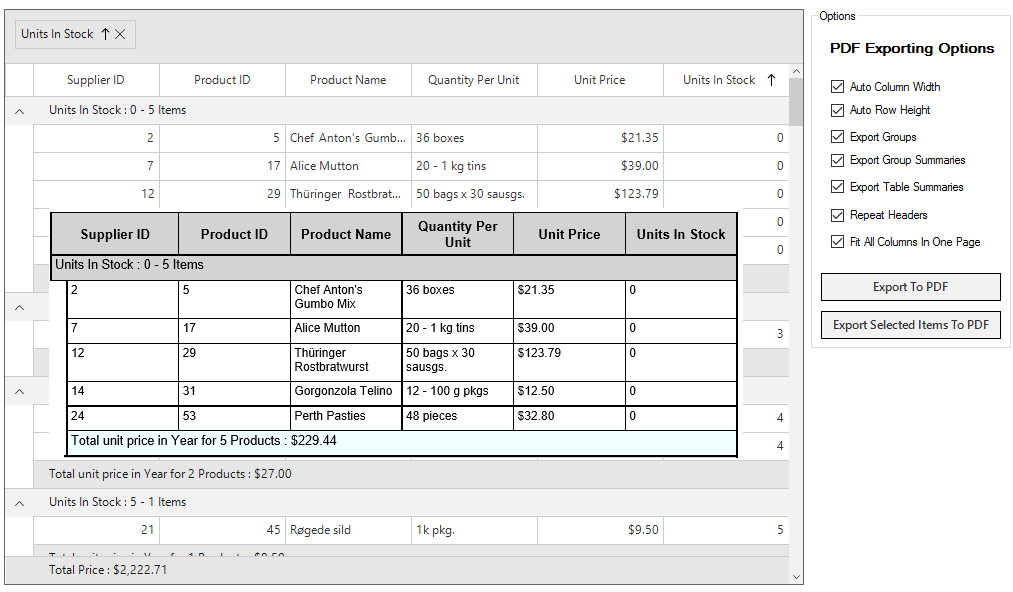 Units In Stock
Supplier ID Product ID Product Name Quantity Per Unit Unit Price Units In Stock
Units In Stock : 0 - 5 Items
2 5 Chef Anton's Gumb... 36 boxes $21.35 0
7 17 Alice Mutton 20 - 1 kg tins $39.00 0
12 29 Thüringer Rostbrat... 50 bags x 30 sausgs. $123.79 0
0
0
3
4
4
Supplier ID Product ID Product Name Quantity Per Unit Unit Price Units In Stock
Units In Stock : 0 - 5 Items
2 5 Chef Anton's Gumbo Mix 36 boxes $21.35 0
7 17 Alice Mutton 20 - 1 kg tins $39.00 0
12 29 Thüringer Rostbratwurst 50 bags x 30 sausgs. $123.79 0
14 31 Gorgonzola Telino 12 - 100 g pkgs $12.50 0
24 53 Perth Pasties 48 pieces $32.80 0
Total unit price in Year for 5 Products : $229.44
Total unit price in Year for 2 Products : $27.00
Units In Stock : 5 - 1 Items
21 45 Røgede sild 1k pkg. $9.50 5
Total Price : $2,222.71
Options
PDF Exporting Options
Auto Column Width
Auto Row Height
Export Groups
Export Group Summaries
Export Table Summaries
Repeat Headers
Fit All Columns In One Page
Export To PDF
Export Selected Items To PDF